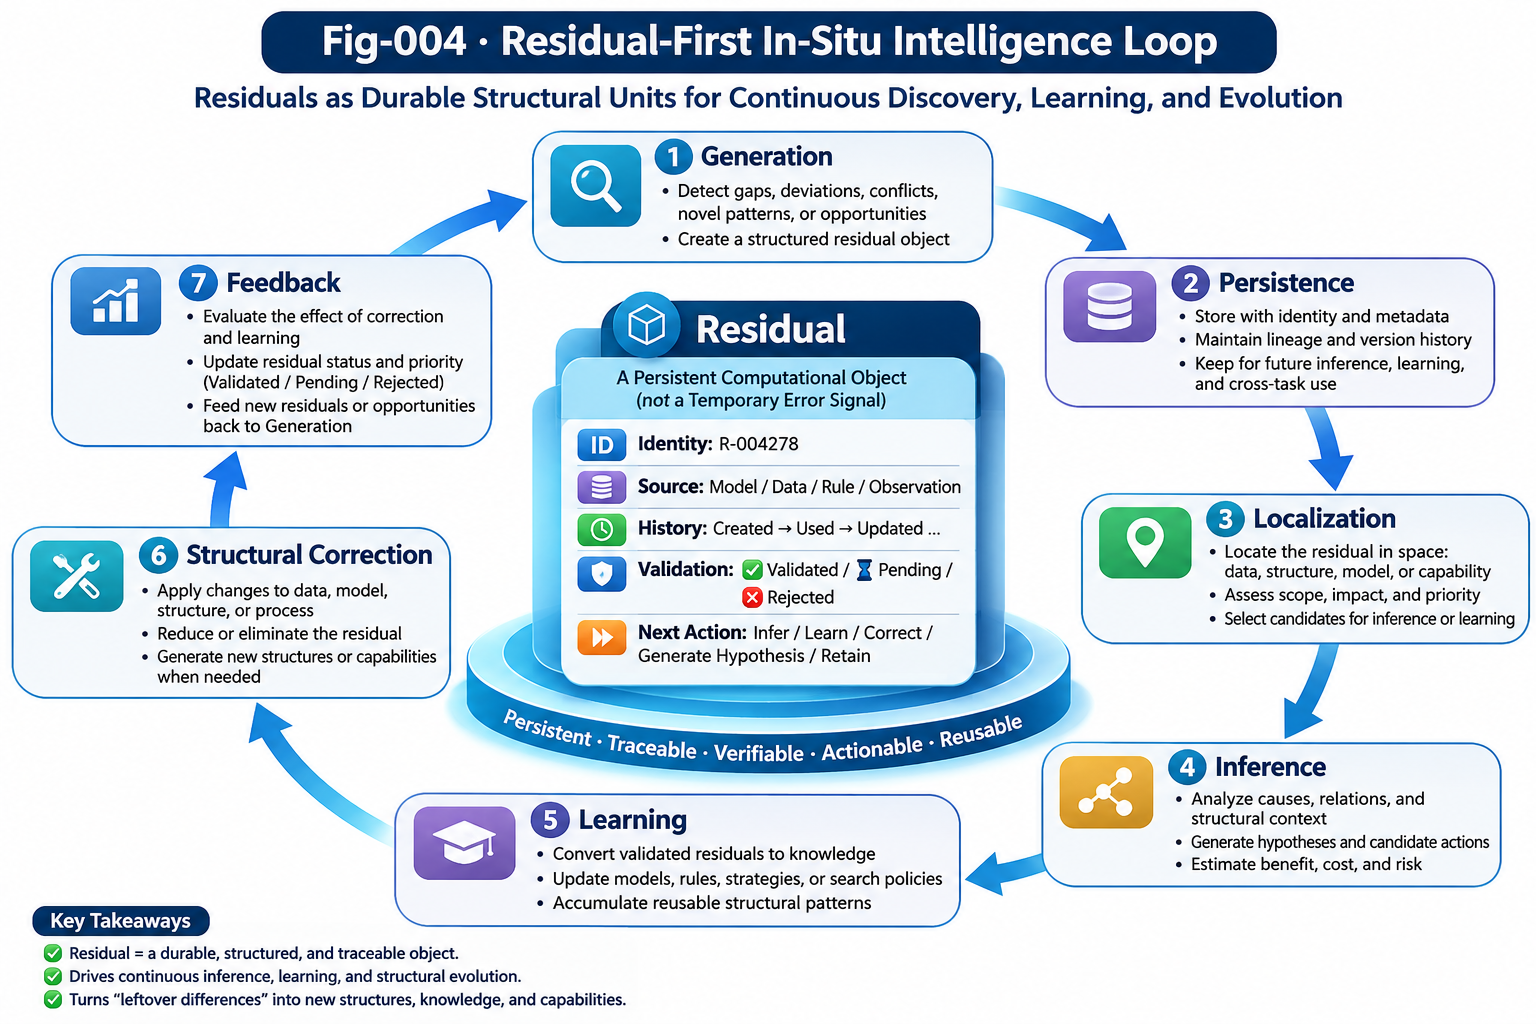 Fig-004 · Residual-First In-Situ Intelligence Loop
Residuals as Durable Structural Units for Continuous Discovery, Learning, and Evolution
1 Generation
• Detect gaps, deviations, conflicts,
novel patterns, or opportunities
• Create a structured residual object
2 Persistence
• Store with identity and metadata
• Maintain lineage and version history
• Keep for future inference, learning,
and cross-task use
3 Localization
• Locate the residual in space:
data, structure, model, or capability
• Assess scope, impact, and priority
• Select candidates for inference or learning
4 Inference
• Analyze causes, relations, and
structural context
• Generate hypotheses and candidate actions
• Estimate benefit, cost, and risk
5 Learning
• Convert validated residuals to knowledge
• Update models, rules, strategies, or search policies
• Accumulate reusable structural patterns
6 Structural Correction
• Apply changes to data, model,
structure, or process
• Reduce or eliminate the residual
• Generate new structures or capabilities
when needed
7 Feedback
• Evaluate the effect of correction
and learning
• Update residual status and priority
(Validated / Pending / Rejected)
• Feed new residuals or opportunities
back to Generation
Residual
A Persistent Computational Object
(not a Temporary Error Signal)
ID Identity: R-004278
Source: Model / Data / Rule / Observation
History: Created → Used → Updated ...
Validation: ✅ Validated / ⌛ Pending /
❌ Rejected
Next Action: Infer / Learn / Correct /
Generate Hypothesis / Retain
Persistent · Traceable · Verifiable · Actionable · Reusable
Key Takeaways
✅ Residual = a durable, structured, and traceable object.
✅ Drives continuous inference, learning, and structural evolution.
✅ Turns “leftover differences” into new structures, knowledge, and capabilities.